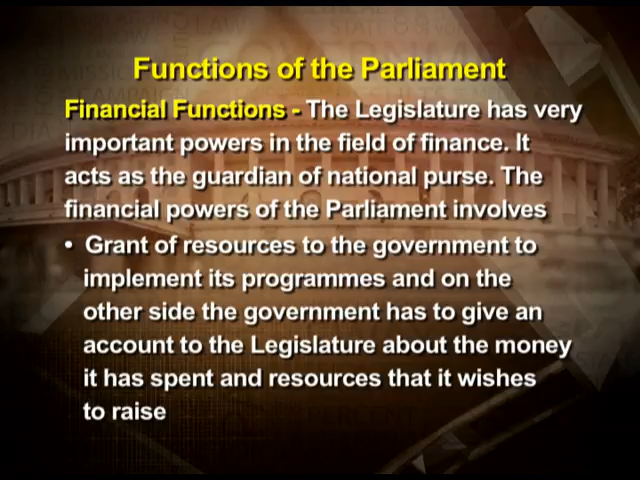 Functions of the Parliament
Financial Functions - The Legislature has very
important powers in the field of finance. It
acts as the guardian of national purse. The
financial powers of the Parliament involves
• Grant of resources to the government to
implement its programmes and on the
other side the government has to give an
account to the Legislature about the money
it has spent and resources that it wishes
to raise